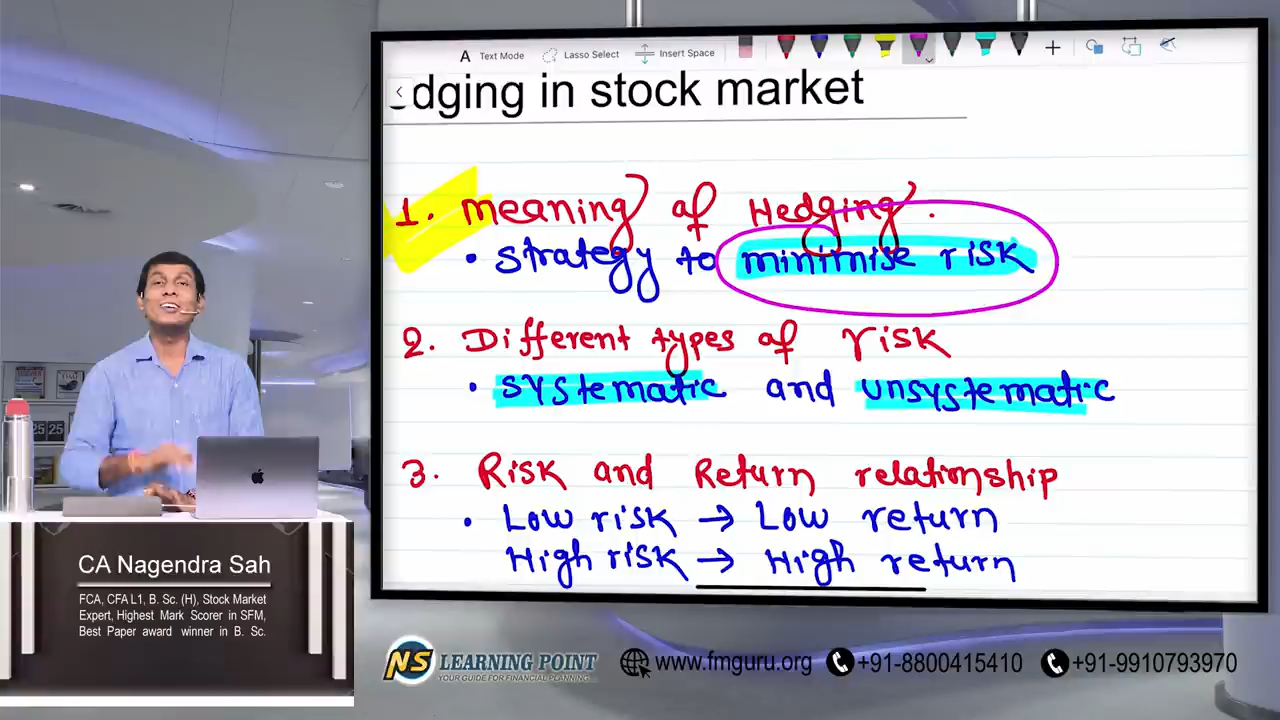 Text Mode
Lasso Select
Insert Space
dging in stock market
1. Meaning of Hedging.
• strategy to minimise risk
2. Different types of risk
• systematic and unsystematic
3. Risk and Return relationship
• Low risk → Low return
High risk → High return
25 25
CA Nagendra Sah
FCA, CFA L1, B. Sc. (H), Stock Market
Expert, Highest Mark Scorer in SFM,
Best Paper award winner in B. Sc.
NS LEARNING POINT
YOUR GUIDE FOR FINANCIAL PLANNING....
www.fmguru.org
+91-8800415410
+91-9910793970